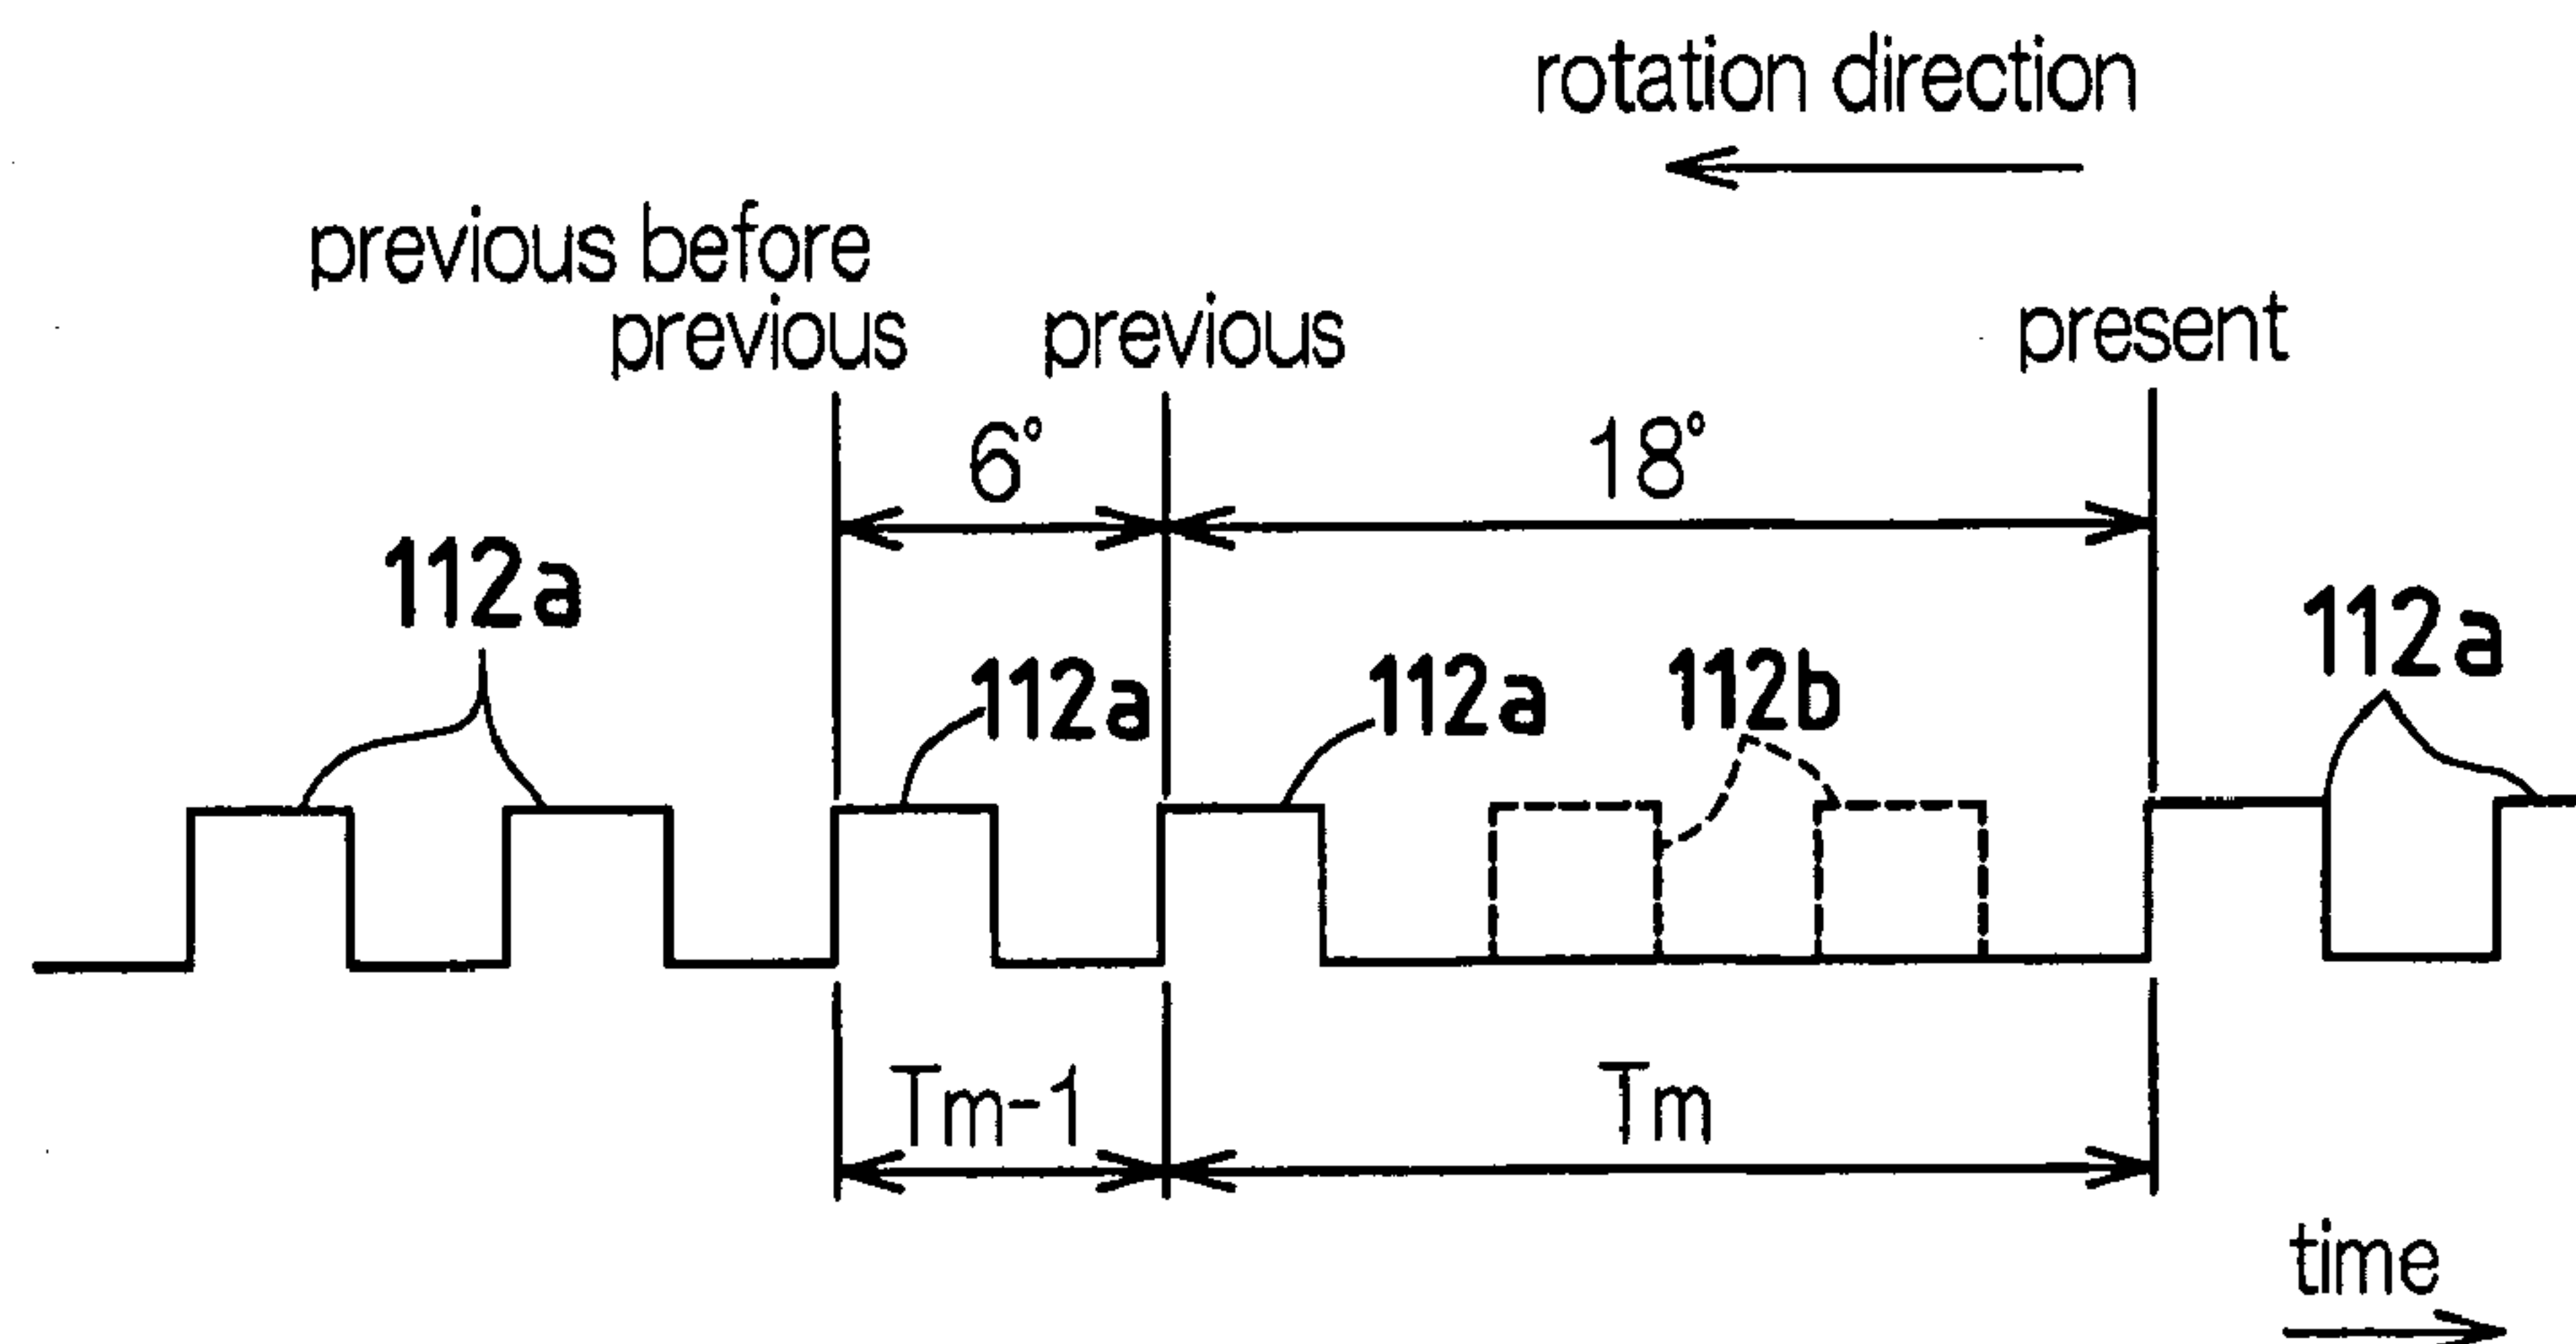 rotation direction
previous before
previous
previous
present
6°
18°
112a
112a
112a
112a
112b
Tm-1
Tm
time